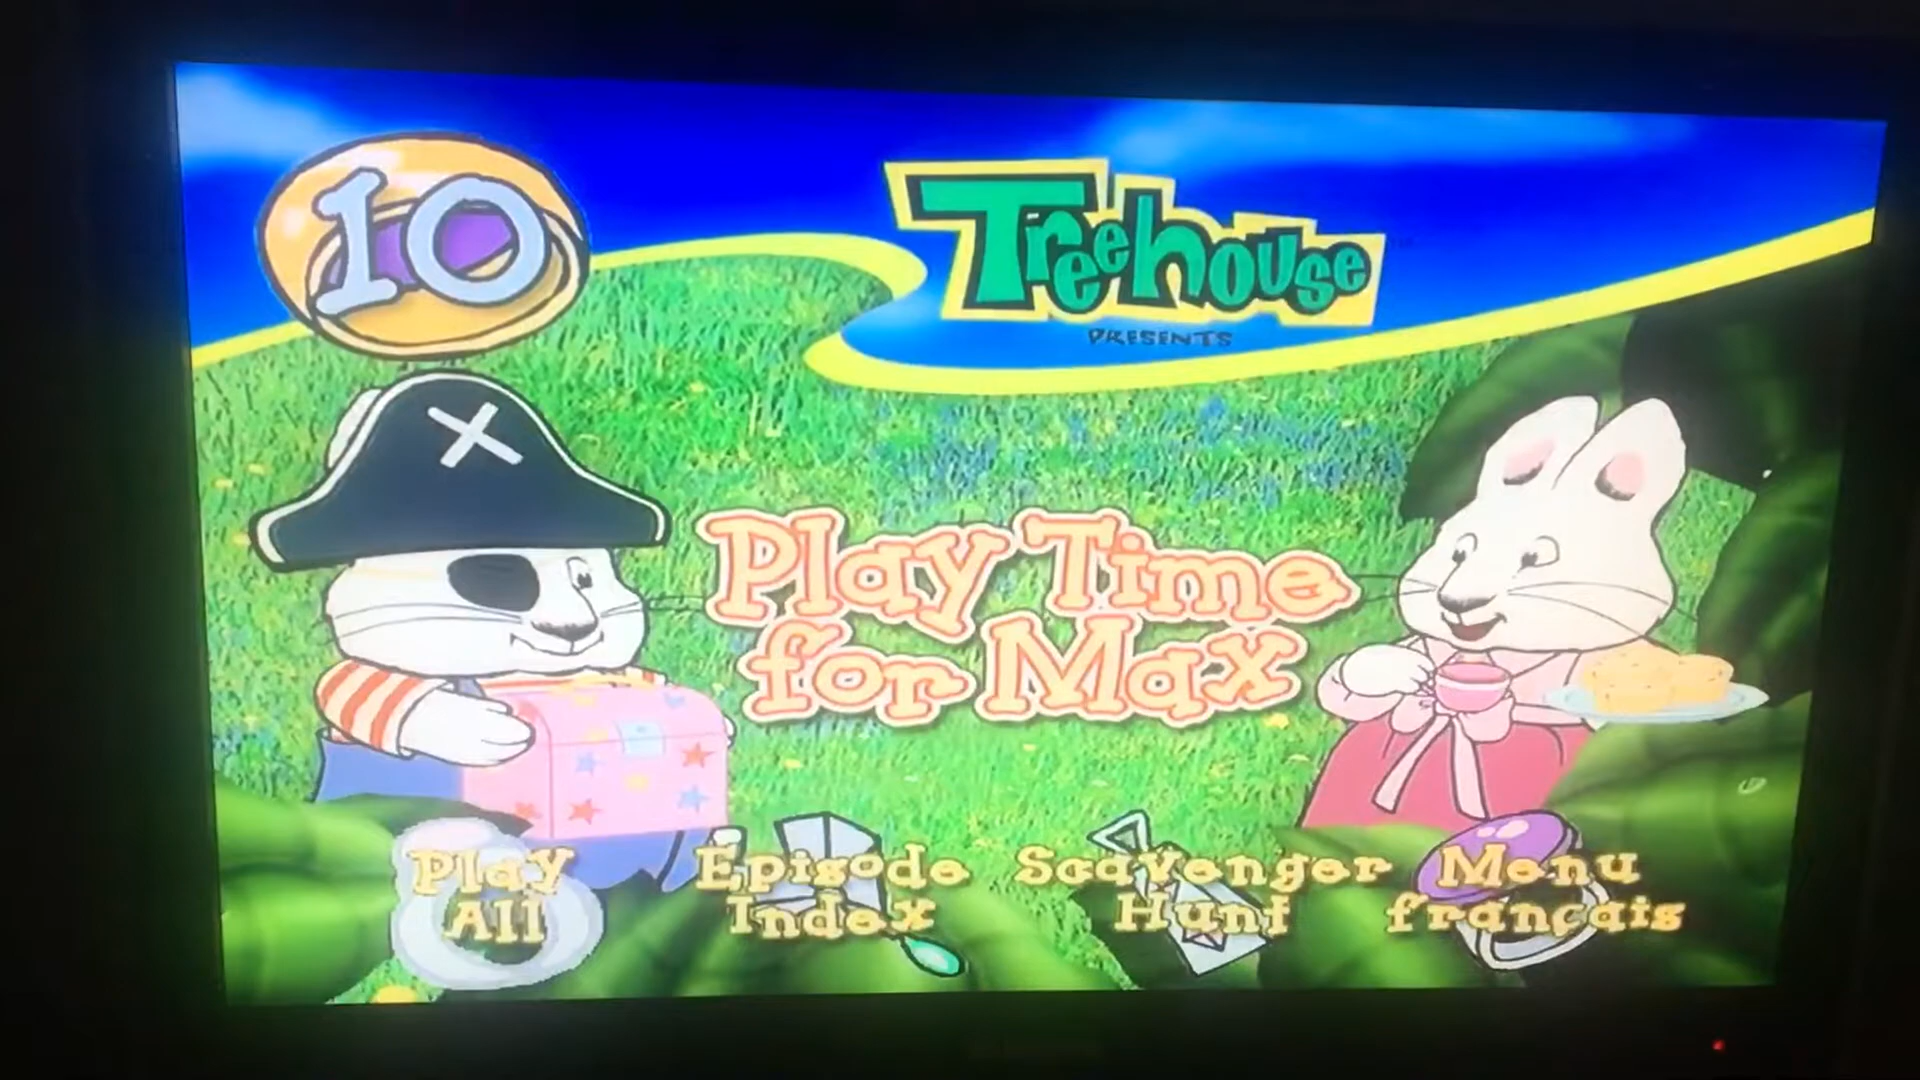 10
Treehouse
PRESENTS
Play Time
for Max
Play
All
Episode
Index
Scavenger
Hunt
Menu
français